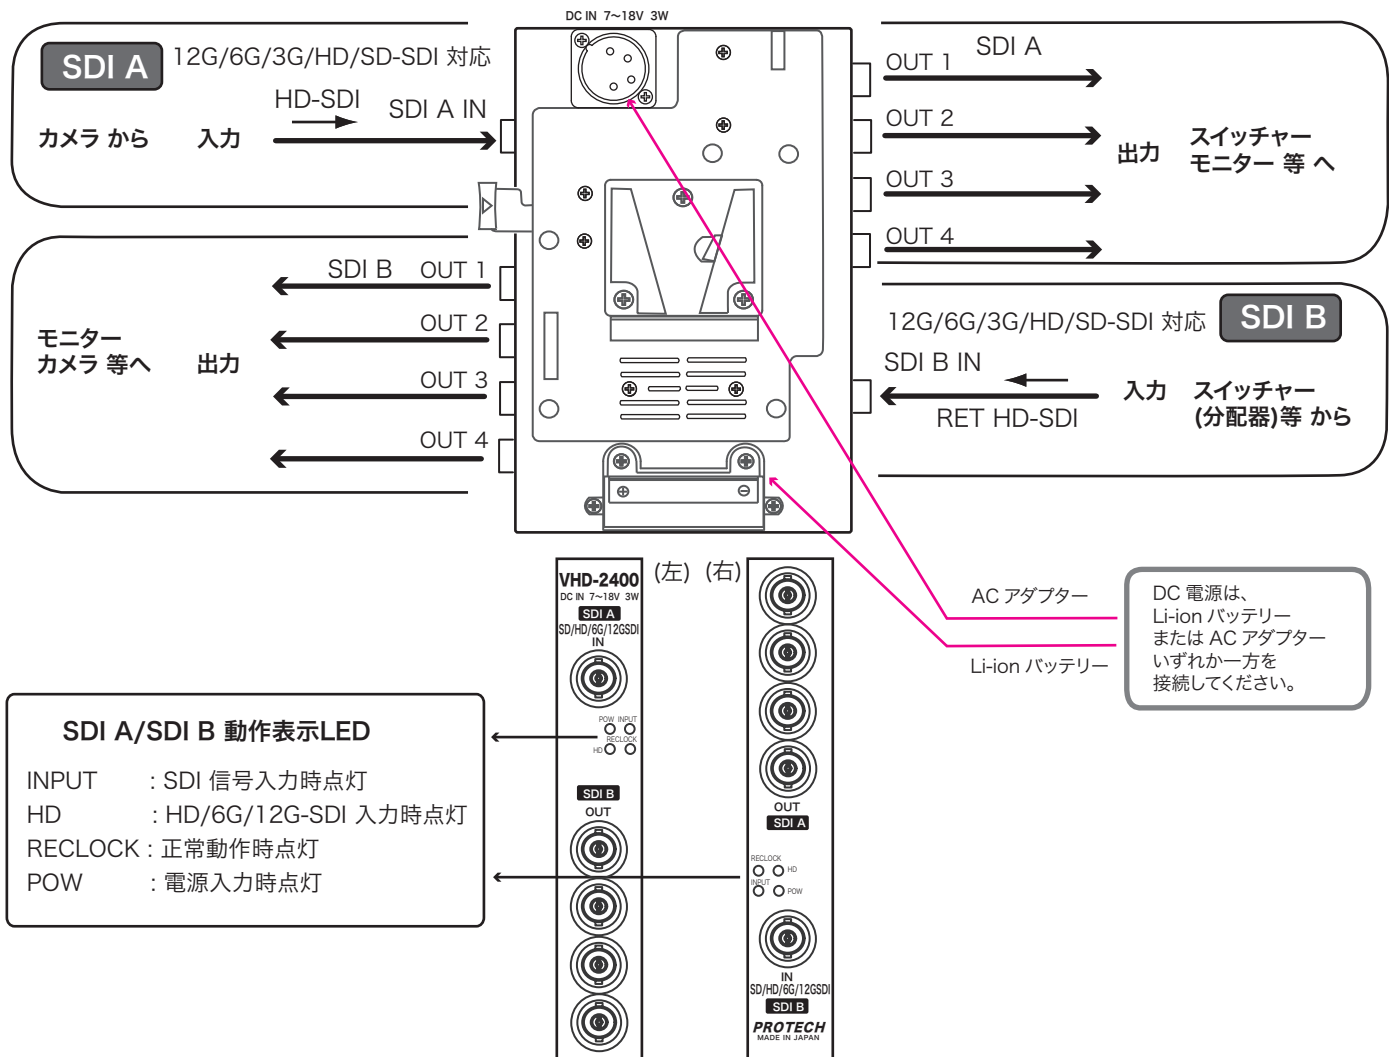 DC IN 7~18V 3W
SDI A
12G/6G/3G/HD/SD-SDI 対応
HD-SDI
SDI A IN
カメラ から 入力
SDI A
OUT 1
OUT 2
OUT 3
OUT 4
出力
スイッチャー
モニター 等 へ
SDI B
OUT 1
OUT 2
OUT 3
OUT 4
モニター
カメラ 等へ
出力
12G/6G/3G/HD/SD-SDI 対応
SDI B
SDI B IN
RET HD-SDI
入力
スイッチャー
(分配器)等 から
AC アダプター
Li-ion バッテリー
DC 電源は、
Li-ion バッテリー
または AC アダプター
いずれか一方を
接続してください。
(左) (右)
VHD-2400
DC IN 7~18V 3W
SDI A
SD/HD/6G/12GSDI
IN
POW INPUT
RECLOCK
HD
SDI B
OUT
OUT
SDI A
RECLOCK
HD
INPUT
POW
IN
SD/HD/6G/12GSDI
SDI B
PROTECH
MADE IN JAPAN
SDI A/SDI B 動作表示LED
INPUT : SDI 信号入力時点灯
HD : HD/6G/12G-SDI 入力時点灯
RECLOCK : 正常動作時点灯
POW : 電源入力時点灯